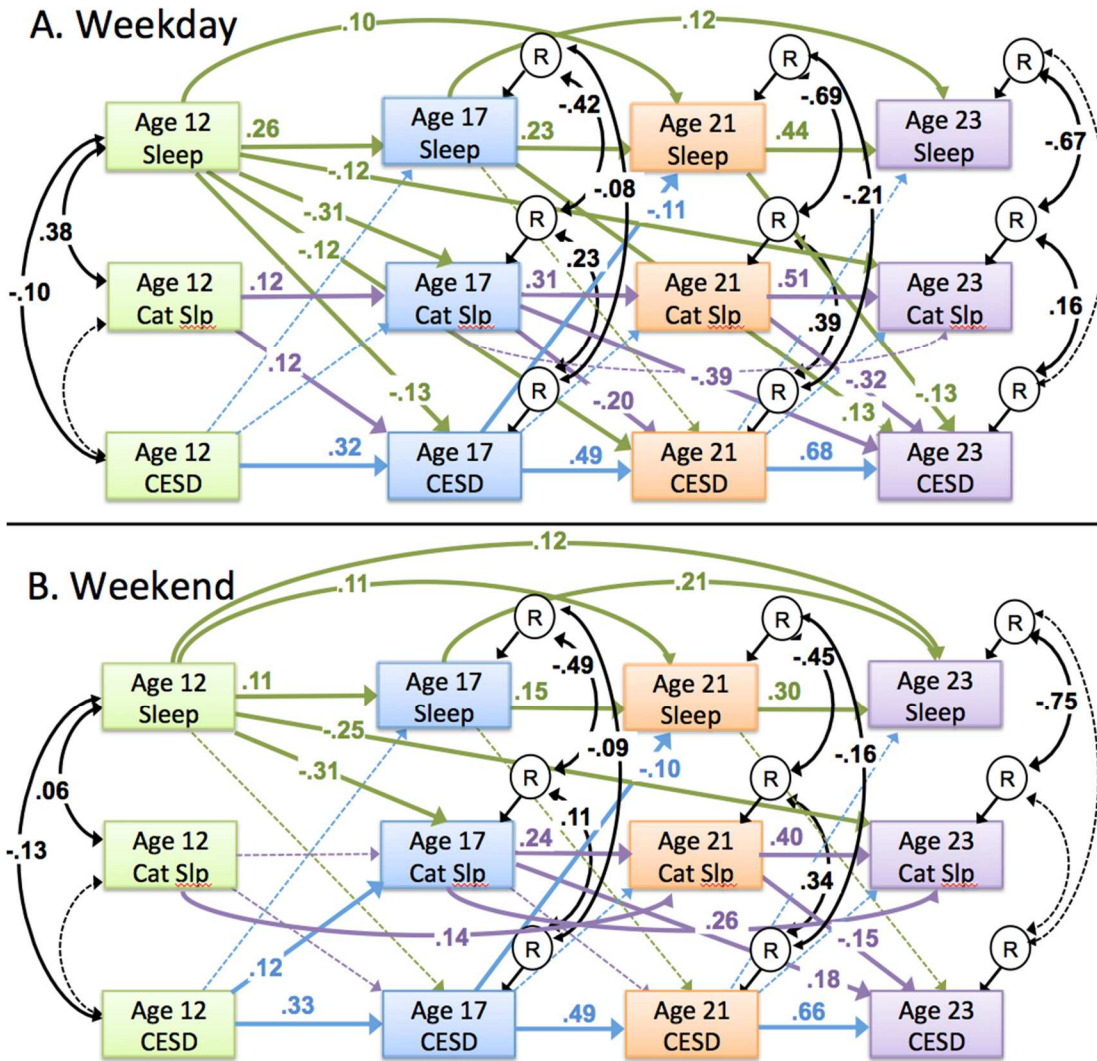 A. Weekday
.10
.12
R
R
R
Age 12
Sleep
Age 17
Sleep
Age 21
Sleep
Age 23
Sleep
.26
-.42
.23
-.69
.44
-.67
-.12
-.08
-.21
-.31
-.11
R
R
R
.38
-.12
.23
-.10
Age 12
Cat Slp
.12
Age 17
Cat Slp
.31
Age 21
Cat Slp
.51
Age 23
Cat Slp
.16
.39
.12
-.39
-.32
-.13
R
-.20
R
.13
-.13
R
Age 12
CESD
.32
Age 17
CESD
.49
Age 21
CESD
.68
Age 23
CESD
B. Weekend
.12
.11
.21
R
R
R
Age 12
Sleep
.11
Age 17
Sleep
-.49
.15
Age 21
Sleep
-.45
.30
Age 23
Sleep
-.75
-.25
-.09
-.16
-.31
-.10
R
R
R
.06
.11
-.13
Age 12
Cat Slp
Age 17
Cat Slp
.24
Age 21
Cat Slp
.40
Age 23
Cat Slp
.34
.14
.26
-.15
R
R
R
.12
.18
Age 12
CESD
.33
Age 17
CESD
.49
Age 21
CESD
.66
Age 23
CESD